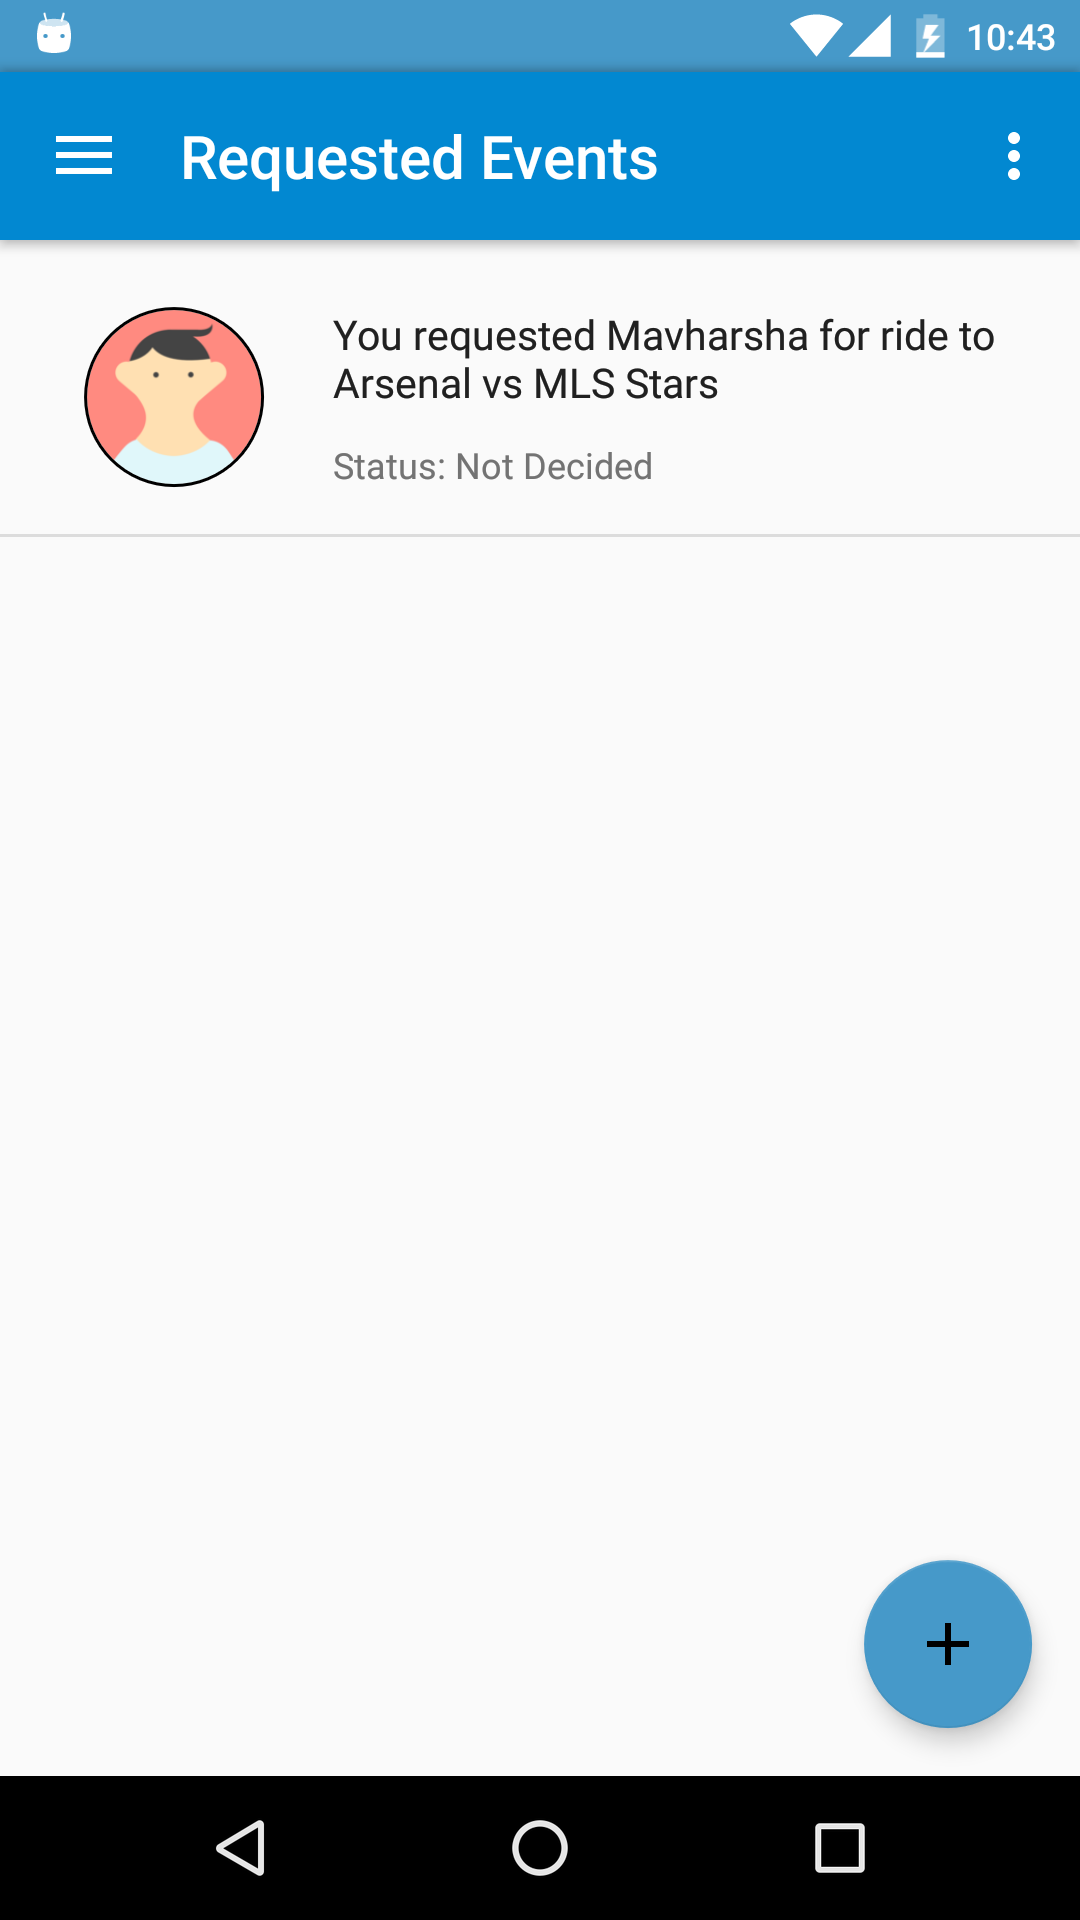 10:43
Requested Events
You requested Mavharsha for ride to
Arsenal vs MLS Stars
Status: Not Decided